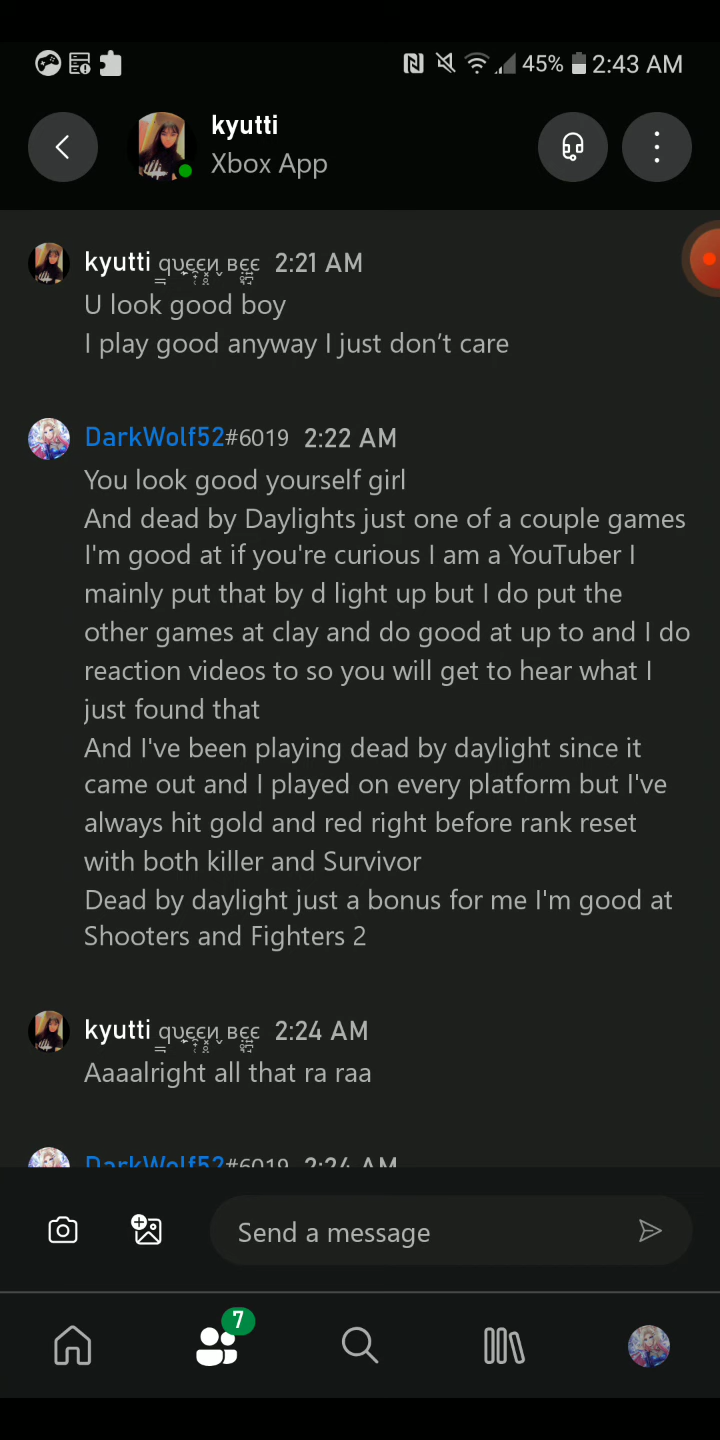 45% 2:43 AM
kyutti
Xbox App
kyutti 2:21 AM
U look good boy
I play good anyway I just don’t care
DarkWolf52#6019 2:22 AM
You look good yourself girl
And dead by Daylights just one of a couple games
I'm good at if you're curious I am a YouTuber I
mainly put that by d light up but I do put the
other games at clay and do good at up to and I do
reaction videos to so you will get to hear what I
just found that
And I've been playing dead by daylight since it
came out and I played on every platform but I've
always hit gold and red right before rank reset
with both killer and Survivor
Dead by daylight just a bonus for me I'm good at
Shooters and Fighters 2
kyutti 2:24 AM
Aaaalright all that ra raa
DarkWolf52#6019 2:24 AM
Send a message
7